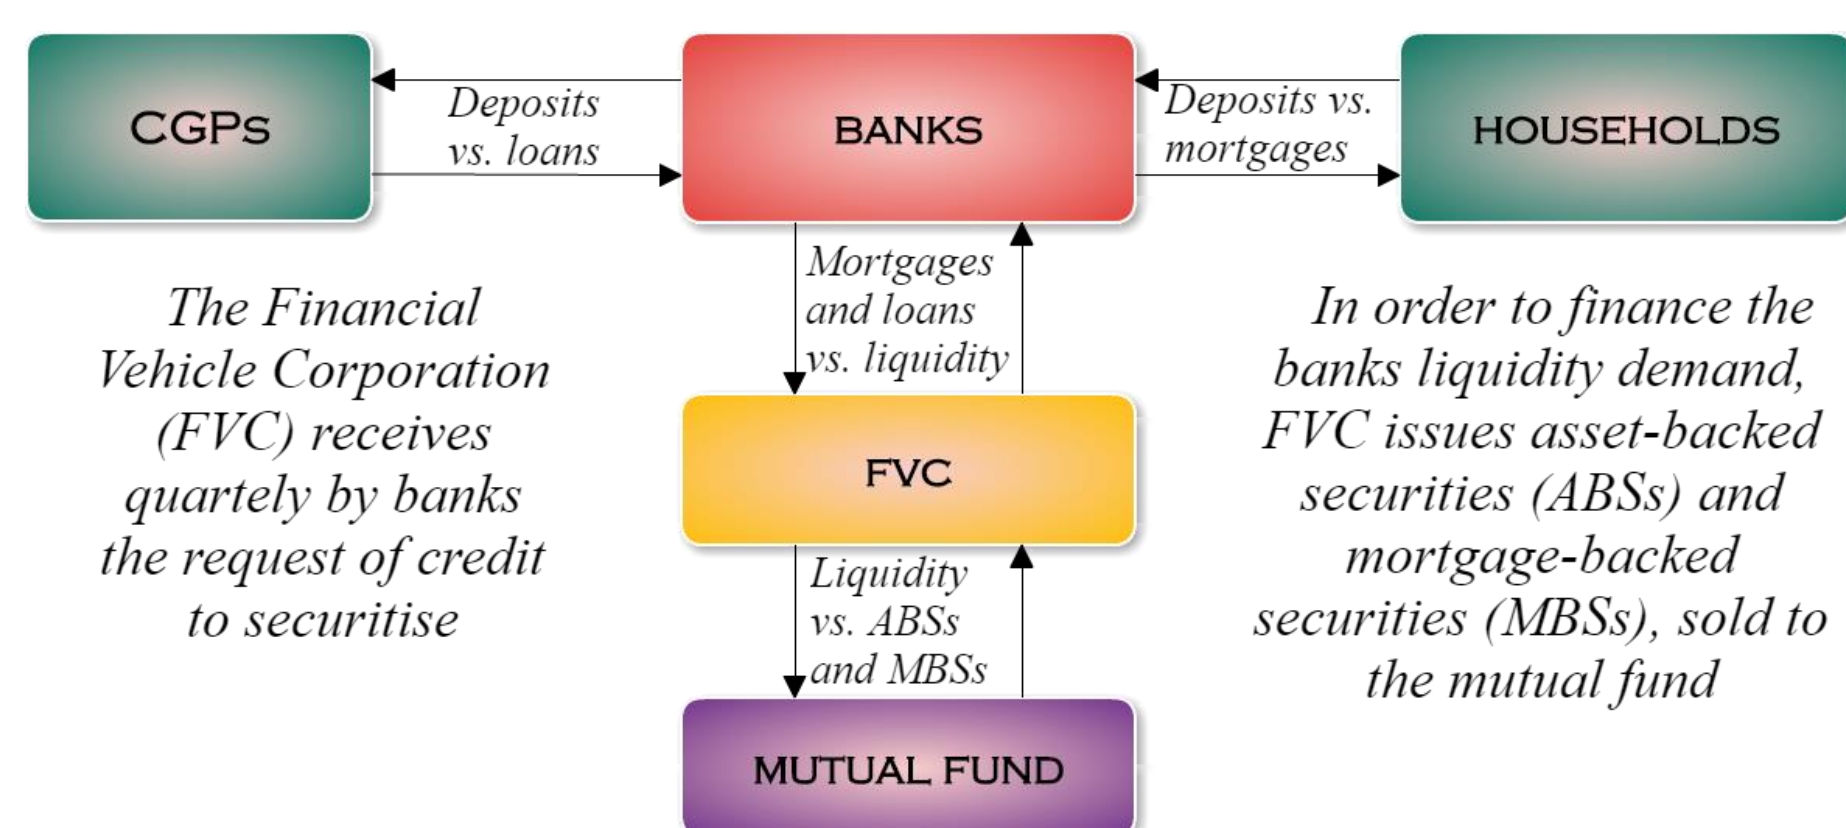 CGPs
Deposits
vs. loans
BANKS
Deposits vs.
mortgages
HOUSEHOLDS
Mortgages
and loans
vs. liquidity
The Financial
Vehicle Corporation
(FVC) receives
quartely by banks
the request of credit
to securitise
FVC
In order to finance the
banks liquidity demand,
FVC issues asset-backed
securities (ABSs) and
mortgage-backed
securities (MBSs), sold to
the mutual fund
Liquidity
vs. ABSs
and MBSs
MUTUAL FUND